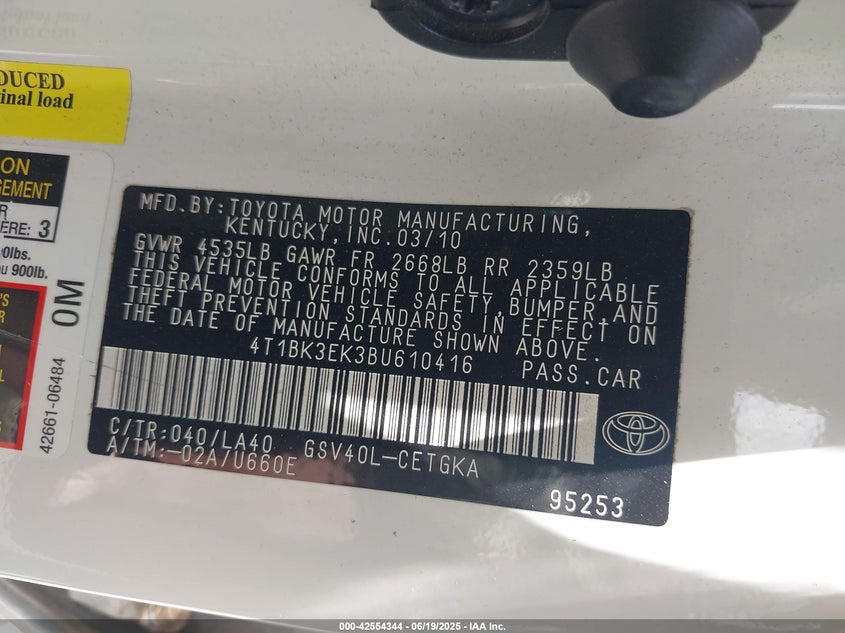 DUCED
inal load
ON
GEMENT
R
ERE: 3
0lbs.
u 900lb.
'S
R
0M
42661-06484
MFD.BY:TOYOTA MOTOR MANUFACTURING,
KENTUCKY,INC.03/10
GVWR 4535LB GAWR FR 2668LB RR 2359LB
THIS VEHICLE CONFORMS TO ALL APPLICABLE
FEDERAL MOTOR VEHICLE SAFETY,BUMPER,AND
THEFT PREVENTION STANDARDS IN EFFECT ON
THE DATE OF MANUFACTURE SHOWN ABOVE.
4T1BK3EK3BU610416 PASS.CAR
C/TR:040/LA40 GSV40L-CETGKA
A/TM:-02A/U660E
95253
000-42554344 | 06/19/2025 - IAA Inc.